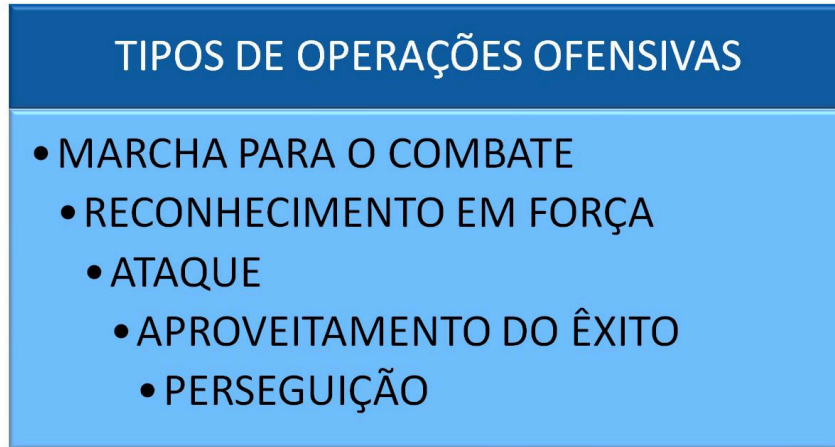 TIPOS DE OPERAÇÕES OFENSIVAS
• MARCHA PARA O COMBATE
• RECONHECIMENTO EM FORÇA
• ATAQUE
• APROVEITAMENTO DO ÊXITO
• PERSEGUIÇÃO